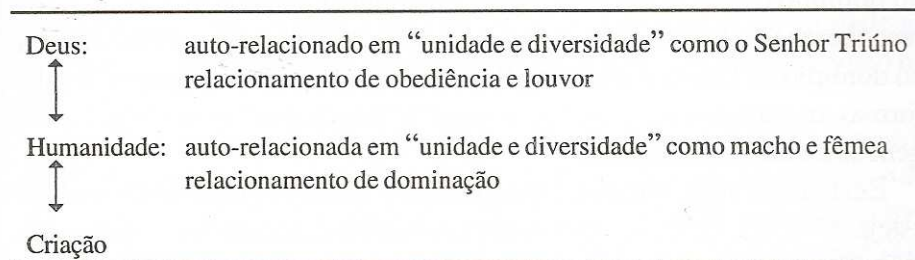 Deus: auto-relacionado em “unidade e diversidade” como o Senhor Triúno
relacionamento de obediência e louvor
Humanidade: auto-relacionada em “unidade e diversidade” como macho e fêmea
relacionamento de dominação
Criação